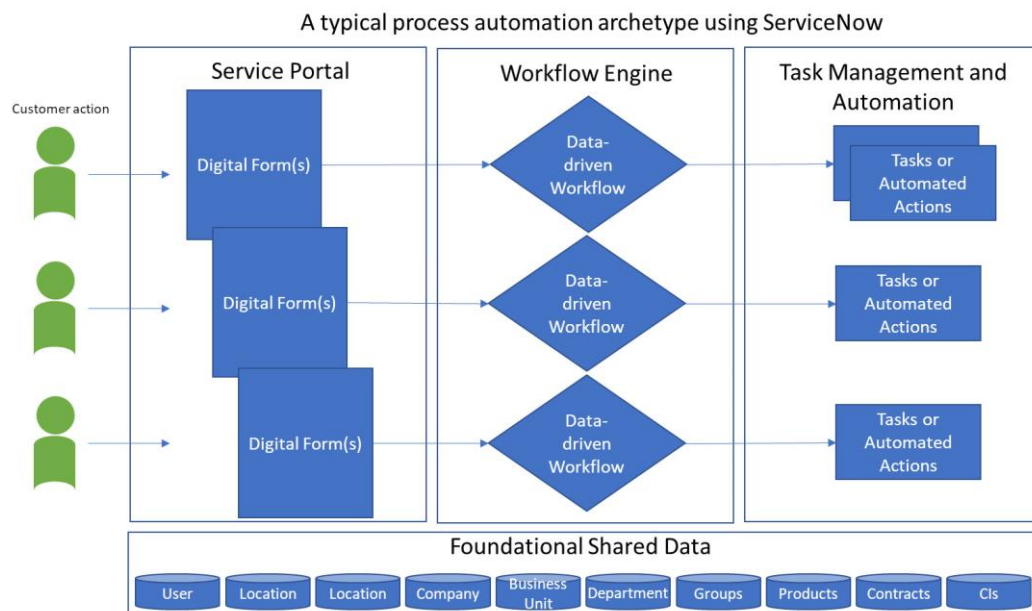 A typical process automation archetype using ServiceNow
Service Portal
Workflow Engine
Task Management and
Automation
Customer action
Digital Form(s)
Data-
driven
Workflow
Tasks or
Automated
Actions
Digital Form(s)
Data-
driven
Workflow
Tasks or
Automated
Actions
Digital Form(s)
Data-
driven
Workflow
Tasks or
Automated
Actions
Foundational Shared Data
User
Location
Location
Company
Business
Unit
Department
Groups
Products
Contracts
CIs